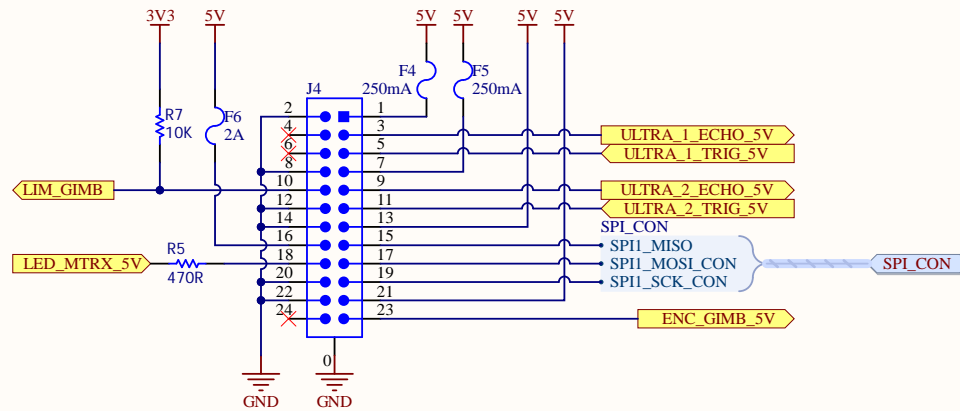 3V3 5V 5V 5V 5V 5V
F4 F5
J4 250mA 250mA
R7 F6
10K 2A
2 1
4 3 ULTRA_1_ECHO_5V
6 5 ULTRA_1_TRIG_5V
8 7
LIM_GIMB 10 9 ULTRA_2_ECHO_5V
12 11 ULTRA_2_TRIG_5V
14 13 SPI_CON
16 15 SPI1_MISO
LED_MTRX_5V R5 18 17 SPI1_MOSI_CON SPI_CON
470R 20 19 SPI1_SCK_CON
22 21
24 23 ENC_GIMB_5V
0
GND GND